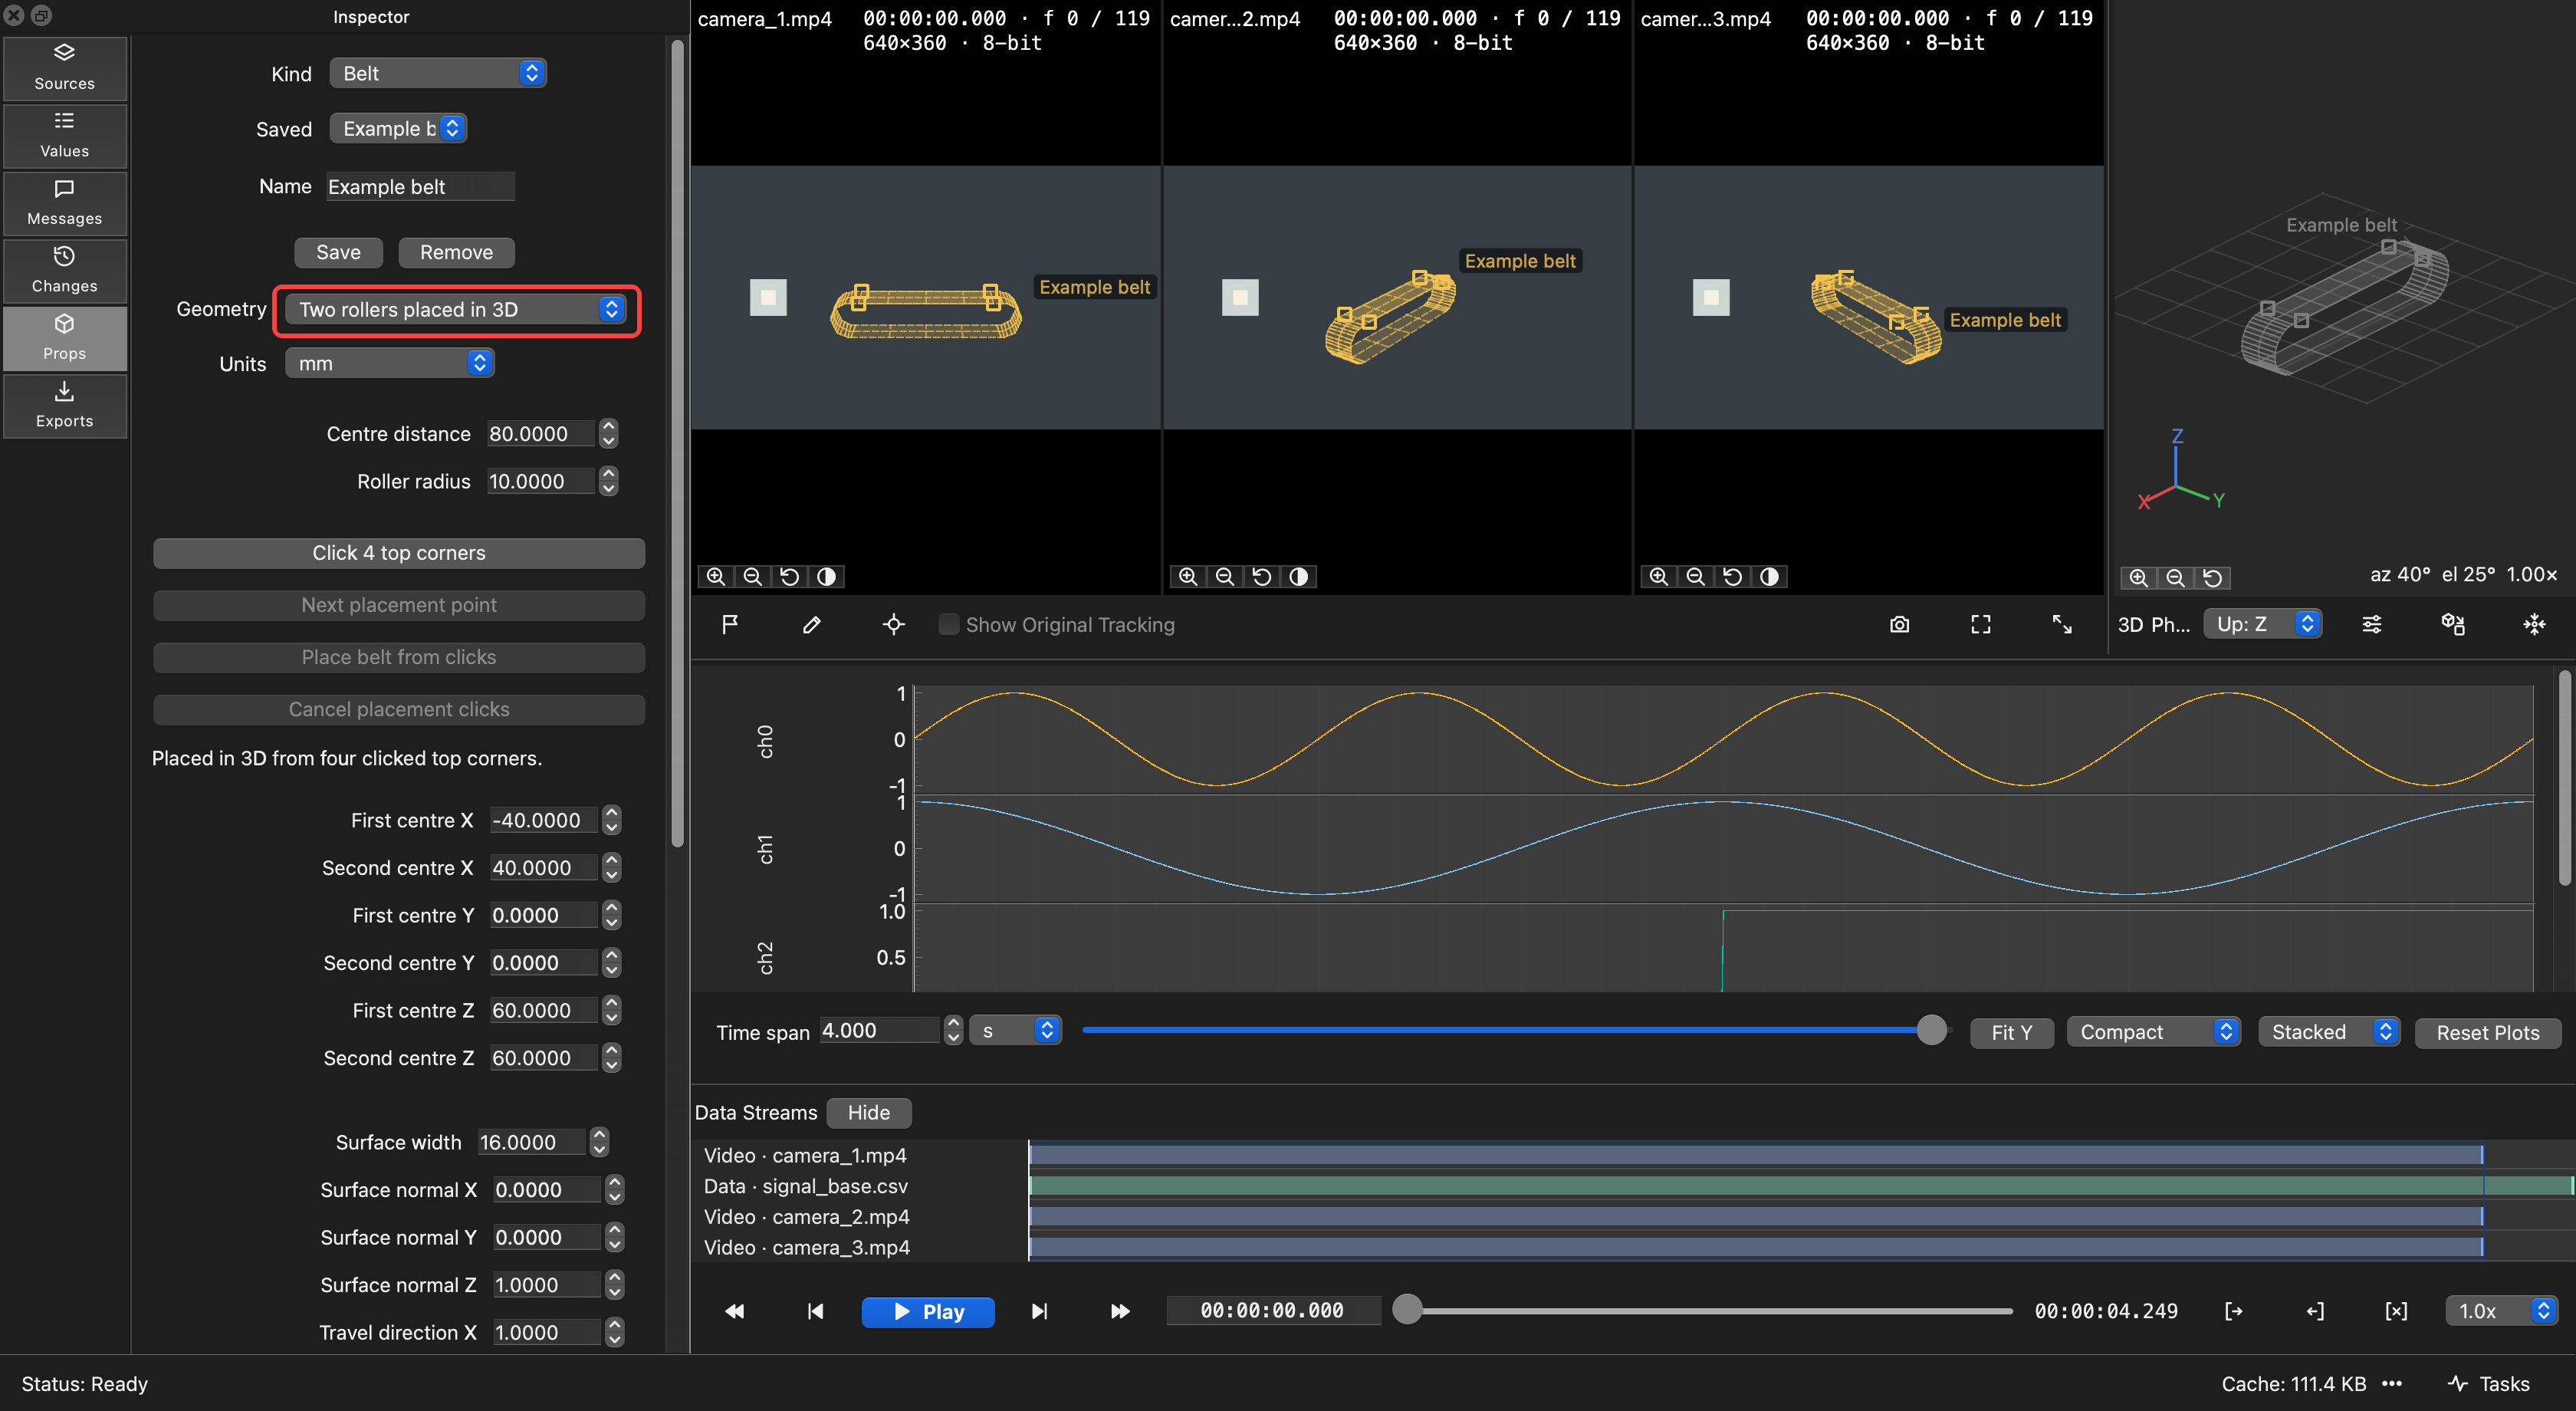 Inspector
Sources
Values
Messages
Changes
Props
Exports
Kind Belt
Saved Example b
Name Example belt
Save Remove
Geometry Two rollers placed in 3D
Units mm
Centre distance 80.0000
Roller radius 10.0000
Click 4 top corners
Next placement point
Place belt from clicks
Cancel placement clicks
Placed in 3D from four clicked top corners.
First centre X -40.0000
Second centre X 40.0000
First centre Y 0.0000
Second centre Y 0.0000
First centre Z 60.0000
Second centre Z 60.0000
Surface width 16.0000
Surface normal X 0.0000
Surface normal Y 0.0000
Surface normal Z 1.0000
Travel direction X 1.0000
camera_1.mp4 00:00:00.000 · f 0 / 119
640×360 · 8-bit
Example belt
camer...2.mp4 00:00:00.000 · f 0 / 119
640×360 · 8-bit
Example belt
camer...3.mp4 00:00:00.000 · f 0 / 119
640×360 · 8-bit
Example belt
Example belt
Z
X
Y
az 40° el 25° 1.00×
Show Original Tracking
3D Ph... Up: Z
ch0
1
0
-1
ch1
1
0
-1
ch2
1.0
0.5
Time span 4.000 s Fit Y Compact Stacked Reset Plots
Data Streams Hide
Video · camera_1.mp4
Data · signal_base.csv
Video · camera_2.mp4
Video · camera_3.mp4
Play 00:00:00.000 00:00:04.249 1.0x
Status: Ready Cache: 111.4 KB ••• Tasks